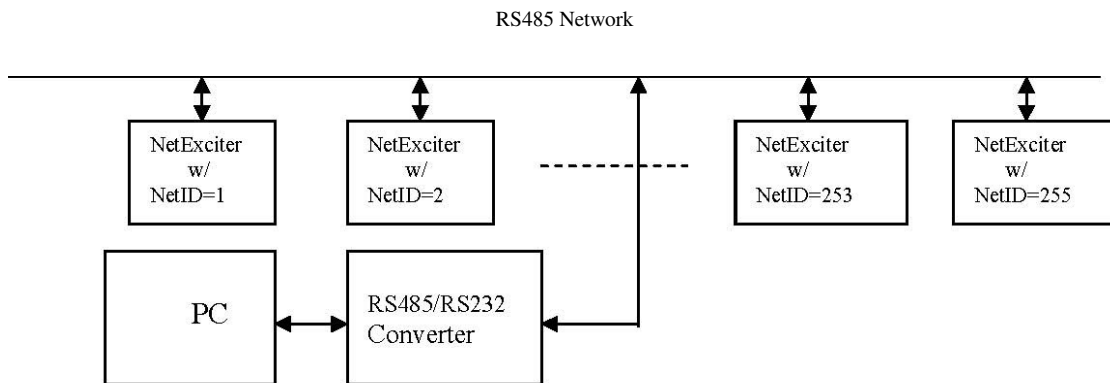 RS485 Network
NetExciter
w/
NetID=1
NetExciter
w/
NetID=2
NetExciter
w/
NetID=253
NetExciter
w/
NetID=255
PC
RS485/RS232
Converter